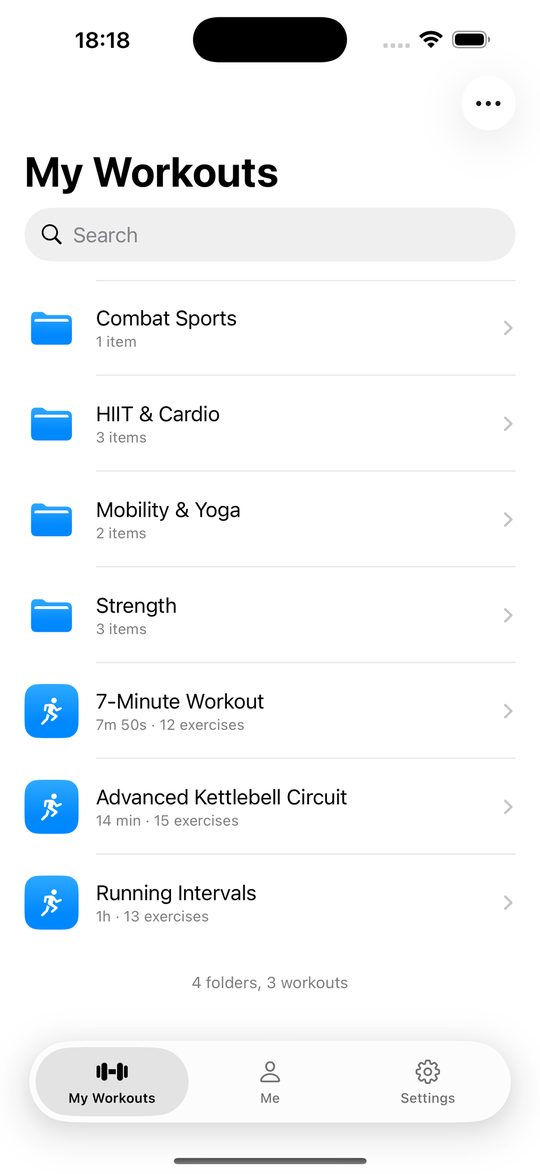 18:18
My Workouts
Search
Combat Sports
1 item
HIIT & Cardio
3 items
Mobility & Yoga
2 items
Strength
3 items
7-Minute Workout
7m 50s · 12 exercises
Advanced Kettlebell Circuit
14 min · 15 exercises
Running Intervals
1h · 13 exercises
4 folders, 3 workouts
My Workouts
Me
Settings